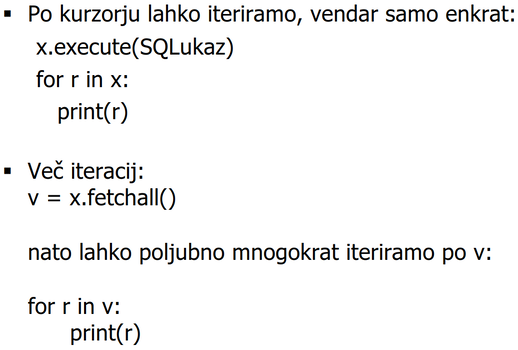 ▪ Po kurzorju lahko iteriramo, vendar samo enkrat:
x.execute(SQLukaz)
for r in x:
print(r)
▪ Več iteracij:
v = x.fetchall()
nato lahko poljubno mnogokrat iteriramo po v:
for r in v:
print(r)